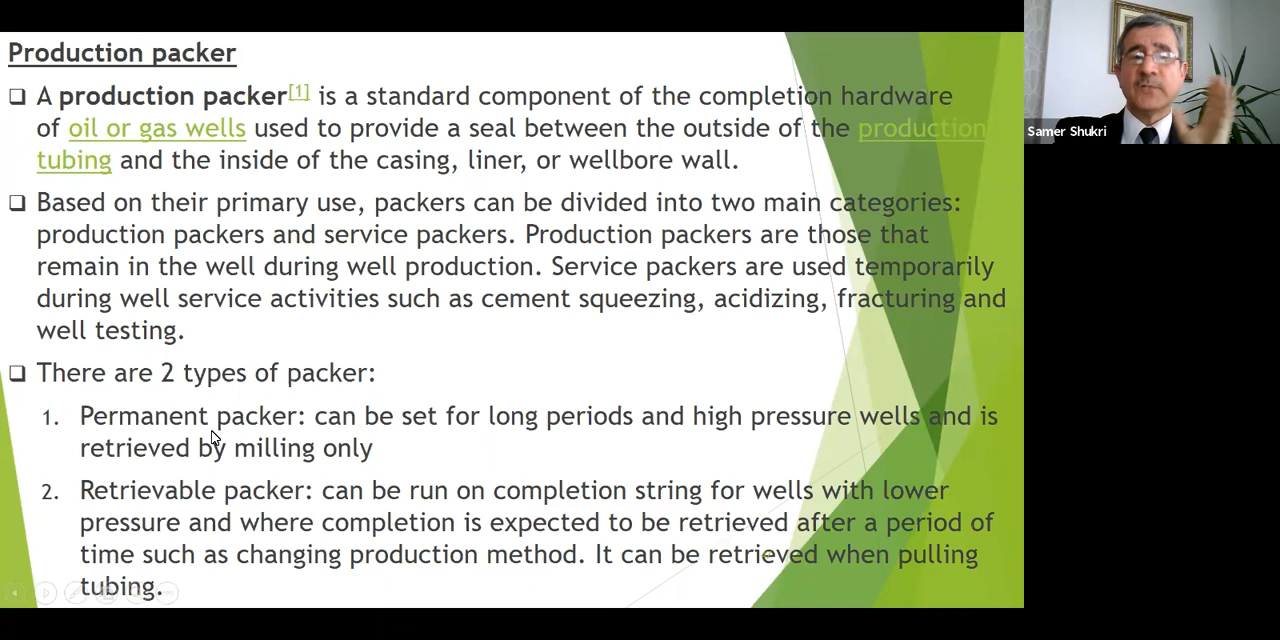 Production packer
❑ A production packer[1] is a standard component of the completion hardware
of oil or gas wells used to provide a seal between the outside of the production
tubing and the inside of the casing, liner, or wellbore wall.
❑ Based on their primary use, packers can be divided into two main categories:
production packers and service packers. Production packers are those that
remain in the well during well production. Service packers are used temporarily
during well service activities such as cement squeezing, acidizing, fracturing and
well testing.
❑ There are 2 types of packer:
1. Permanent packer: can be set for long periods and high pressure wells and is
retrieved by milling only
2. Retrievable packer: can be run on completion string for wells with lower
pressure and where completion is expected to be retrieved after a period of
time such as changing production method. It can be retrieved when pulling
tubing.
Samer Shukri